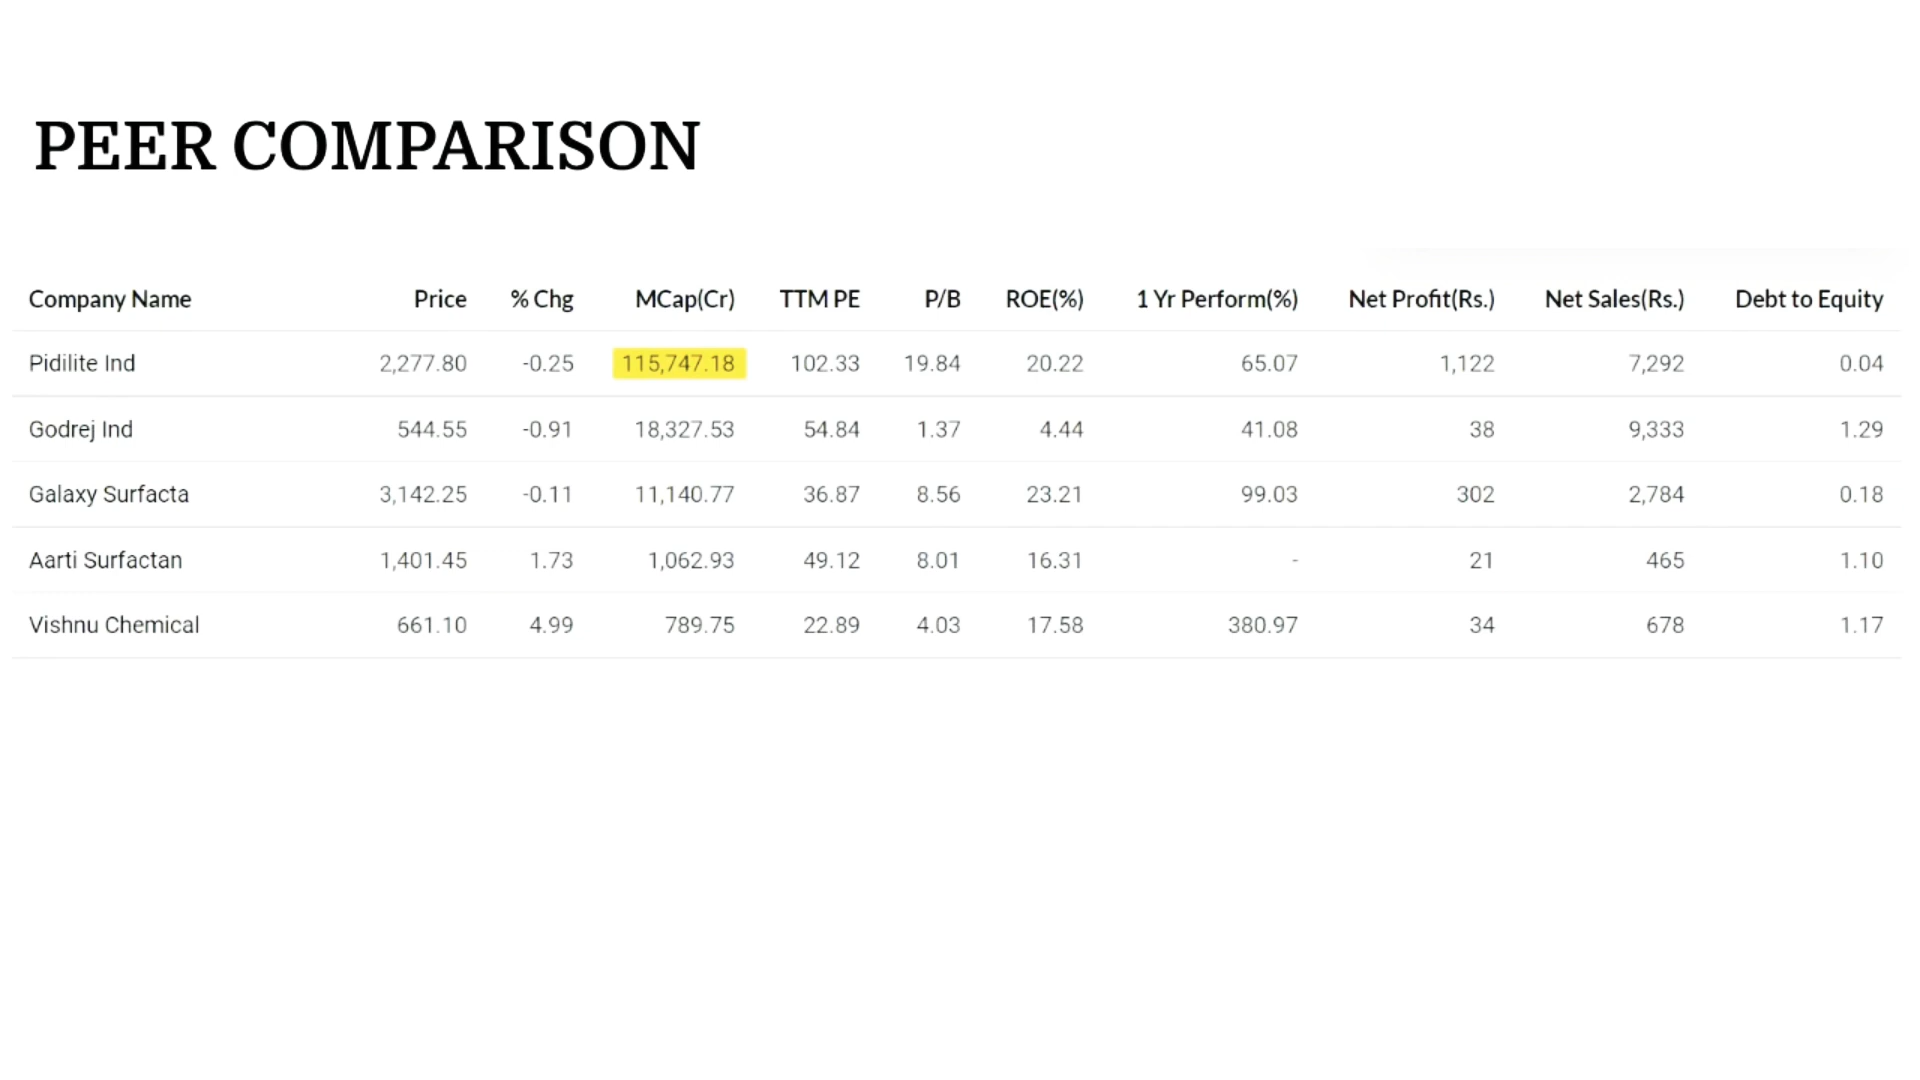 PEER COMPARISON
Company Name Price % Chg MCap(Cr) TTM PE P/B ROE(%) 1 Yr Perform(%) Net Profit(Rs.) Net Sales(Rs.) Debt to Equity
Pidilite Ind 2,277.80 -0.25 115,747.18 102.33 19.84 20.22 65.07 1,122 7,292 0.04
Godrej Ind 544.55 -0.91 18,327.53 54.84 1.37 4.44 41.08 38 9,333 1.29
Galaxy Surfacta 3,142.25 -0.11 11,140.77 36.87 8.56 23.21 99.03 302 2,784 0.18
Aarti Surfactan 1,401.45 1.73 1,062.93 49.12 8.01 16.31 - 21 465 1.10
Vishnu Chemical 661.10 4.99 789.75 22.89 4.03 17.58 380.97 34 678 1.17